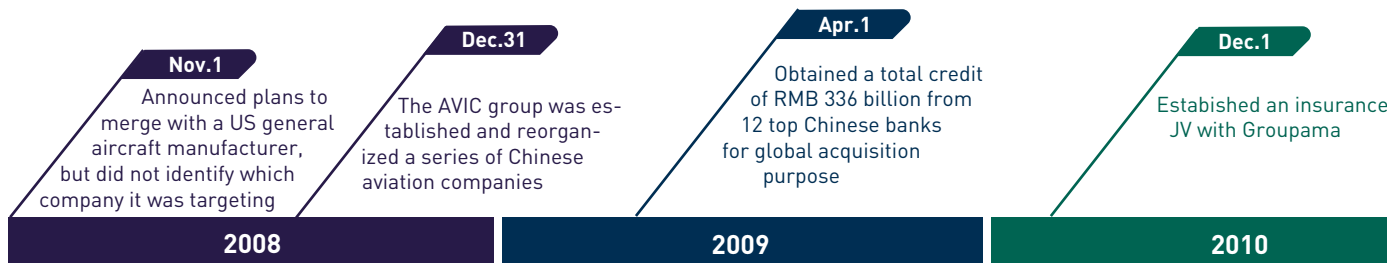 Nov.1
Announced plans to
merge with a US general
aircraft manufacturer,
but did not identify which
company it was targeting
Dec.31
The AVIC group was es-
tablished and reorgan-
ized a series of Chinese
aviation companies
2008
Apr.1
Obtained a total credit
of RMB 336 billion from
12 top Chinese banks
for global acquisition
purpose
2009
Dec.1
Estabished an insurance
JV with Groupama
2010